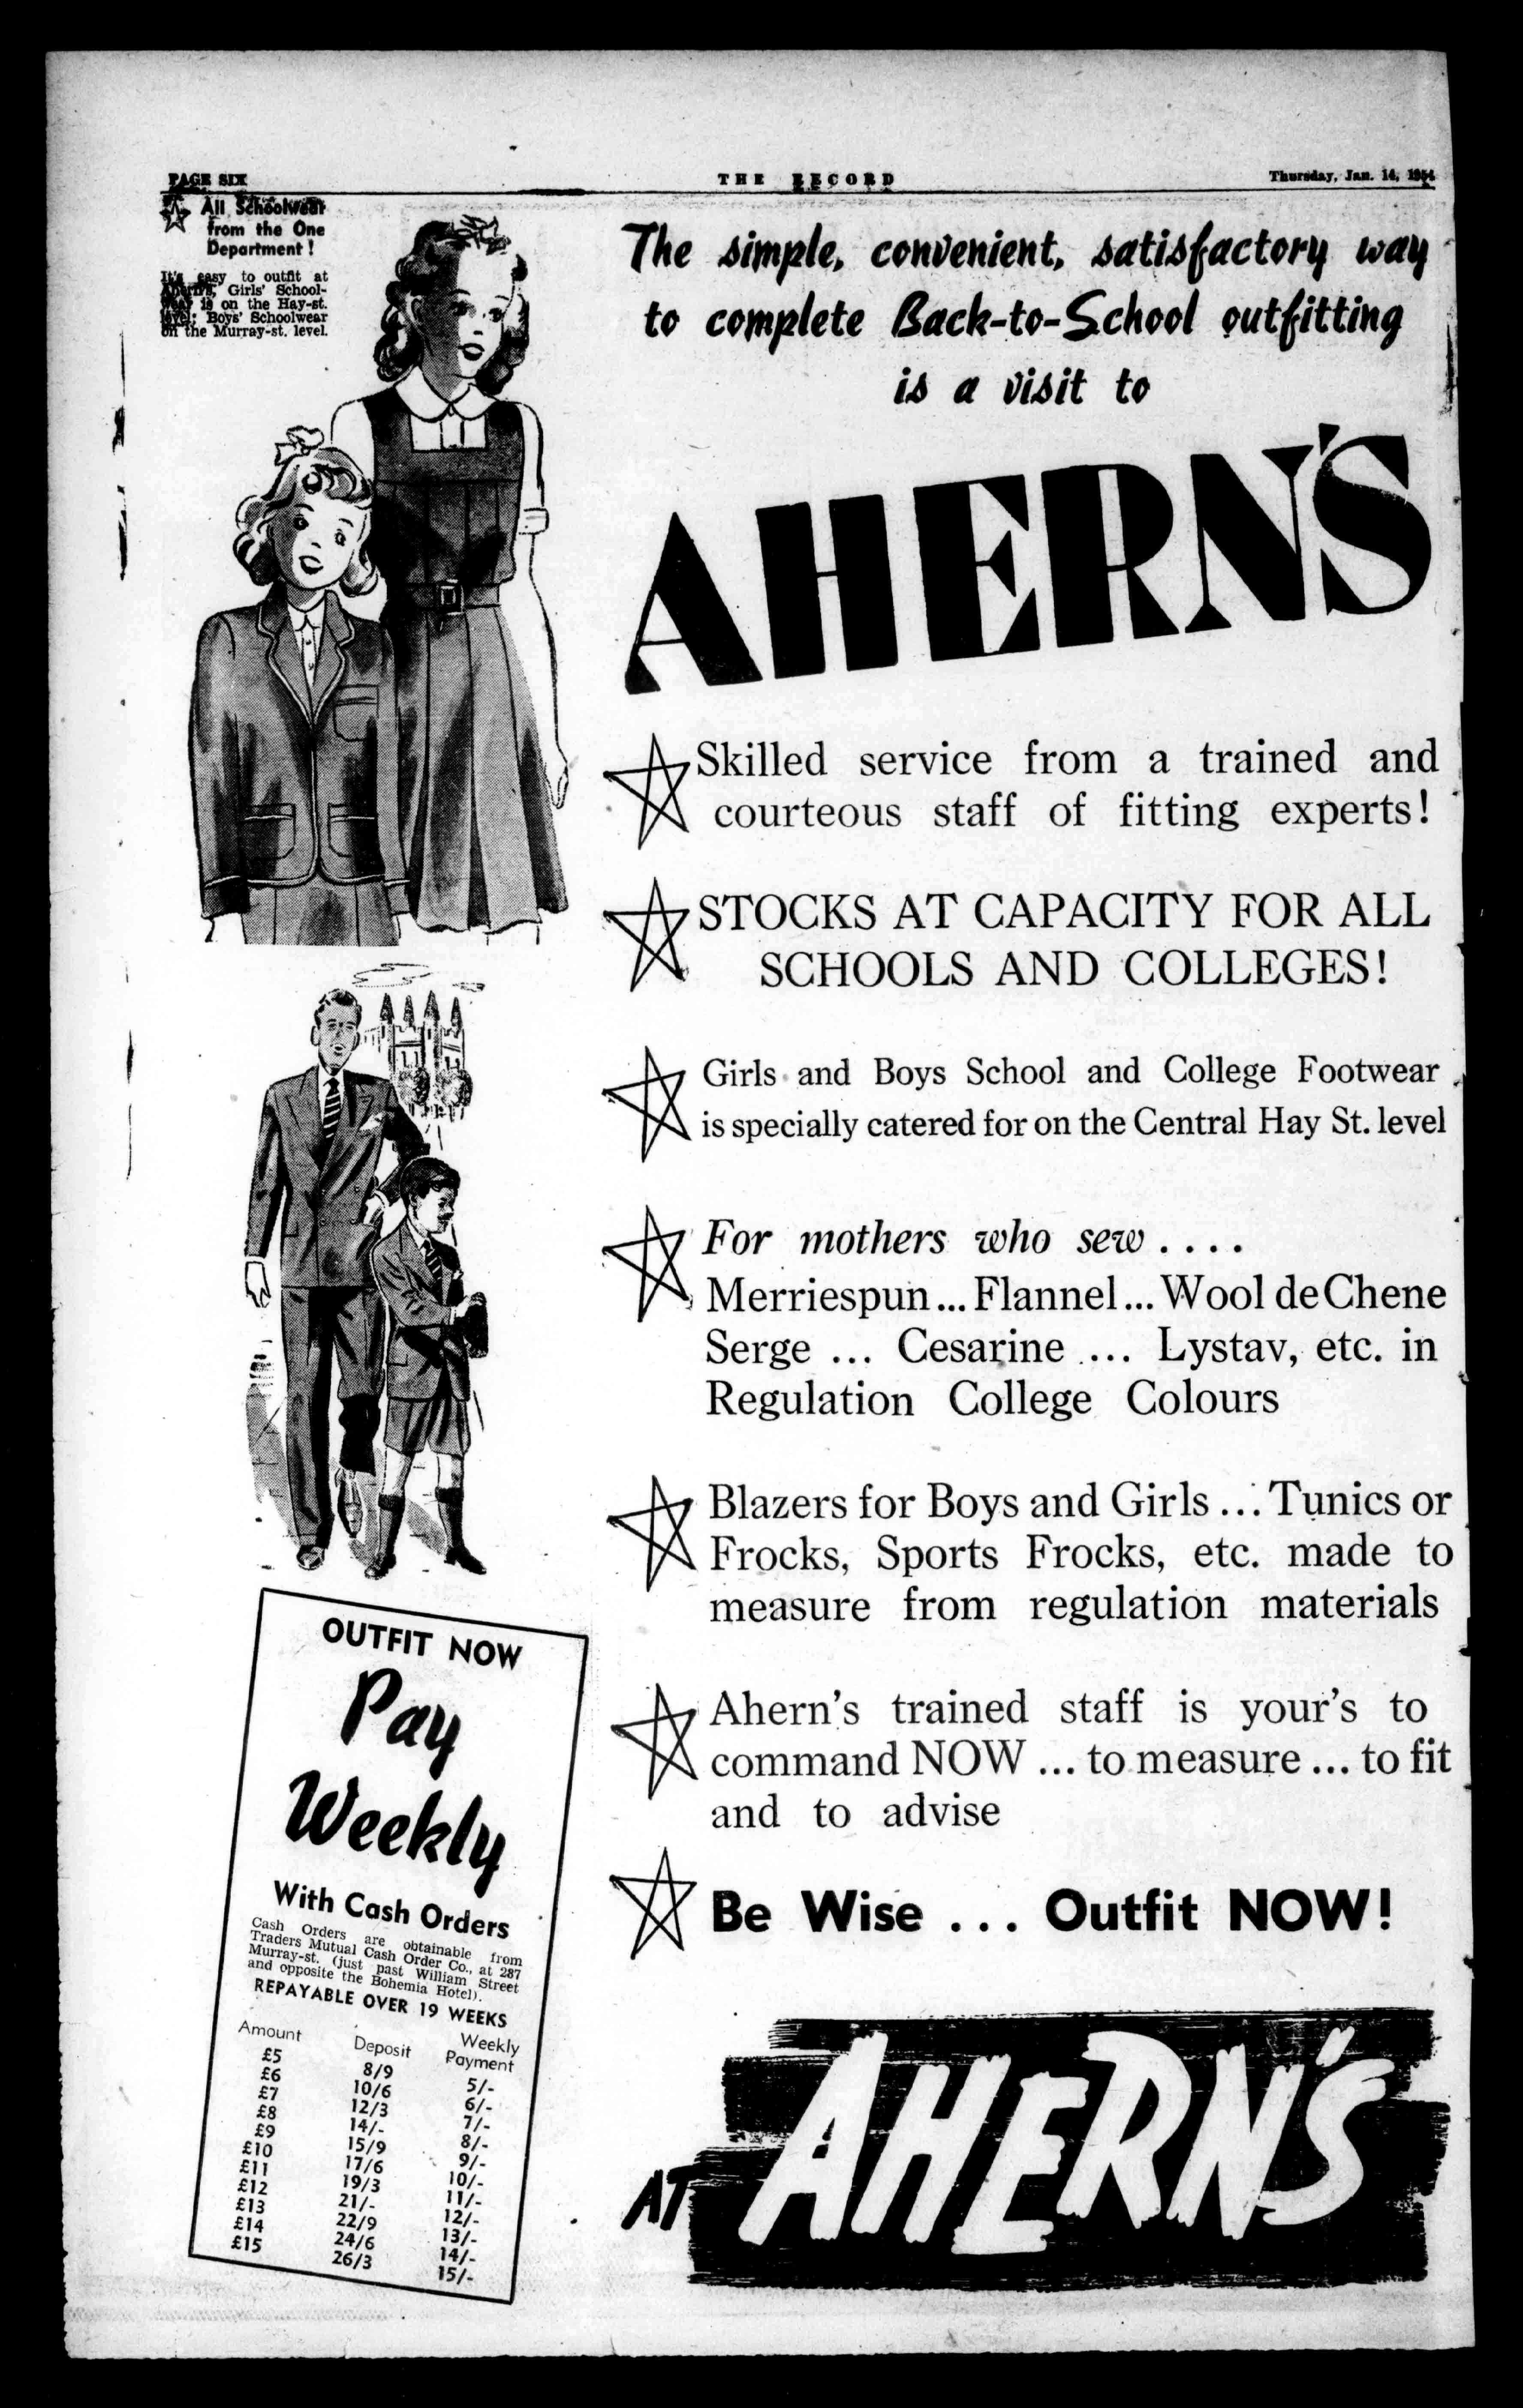 PAGE SIX
THE RECORD
Thursday, Jan. 14, 1954
All Schoolwear
from the One
Department!
It's easy to outfit at
Ahern's, Girls' School-
wear is on the Hay-st.
level; Boys' Schoolwear
on the Murray-st. level.
The simple, convenient, satisfactory way
to complete Back-to-School outfitting
is a visit to
AHERN'S
Skilled service from a trained and
courteous staff of fitting experts!
STOCKS AT CAPACITY FOR ALL
SCHOOLS AND COLLEGES!
Girls and Boys School and College Footwear
is specially catered for on the Central Hay St. level
For mothers who sew ....
Merriespun ... Flannel ... Wool de Chene
Serge ... Cesarine ... Lystav, etc. in
Regulation College Colours
Blazers for Boys and Girls ... Tunics or
Frocks, Sports Frocks, etc. made to
measure from regulation materials
Ahern's trained staff is your's to
command NOW ... to measure ... to fit
and to advise
Be Wise ... Outfit NOW!
AT AHERN'S
OUTFIT NOW
Pay
Weekly
With Cash Orders
Cash Orders are obtainable from
Traders Mutual Cash Order Co., at 287
Murray-st. (just past William Street
and opposite the Bohemia Hotel).
REPAYABLE OVER 19 WEEKS
Amount Deposit Weekly
Payment
£5 8/9 5/-
£6 10/6 6/-
£7 12/3 7/-
£8 14/- 8/-
£9 15/9 9/-
£10 17/6 10/-
£11 19/3 11/-
£12 21/- 12/-
£13 22/9 13/-
£14 24/6 14/-
£15 26/3 15/-